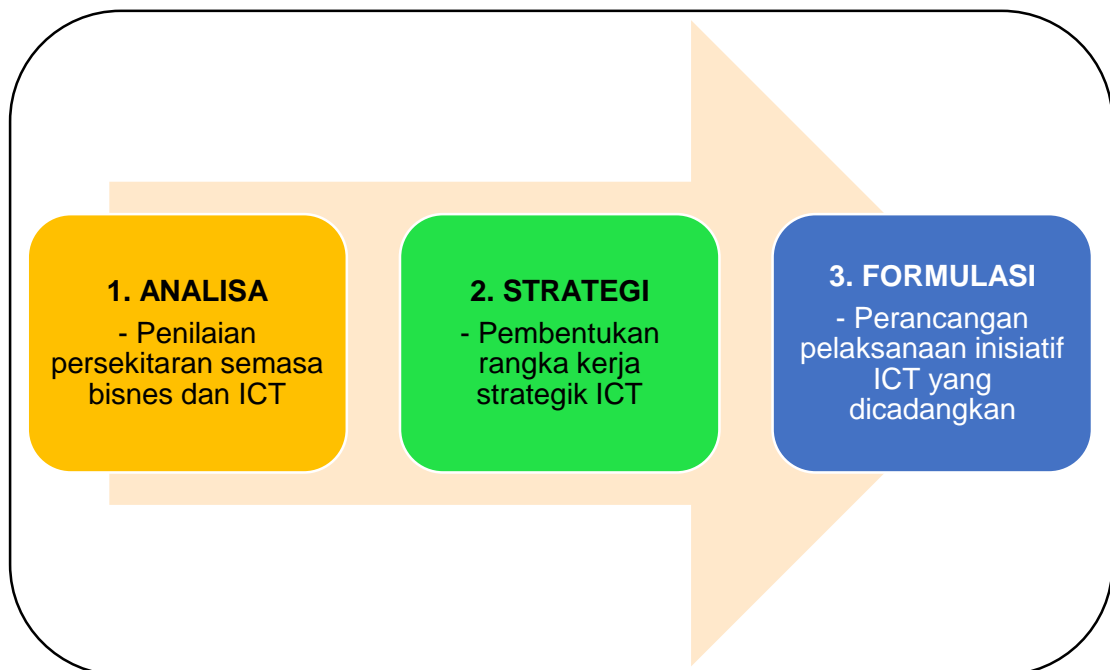 1. ANALISA
- Penilaian
persekitaran semasa
bisnes dan ICT
2. STRATEGI
- Pembentukan
rangka kerja
strategik ICT
3. FORMULASI
- Perancangan
pelaksanaan inisiatif
ICT yang
dicadangkan